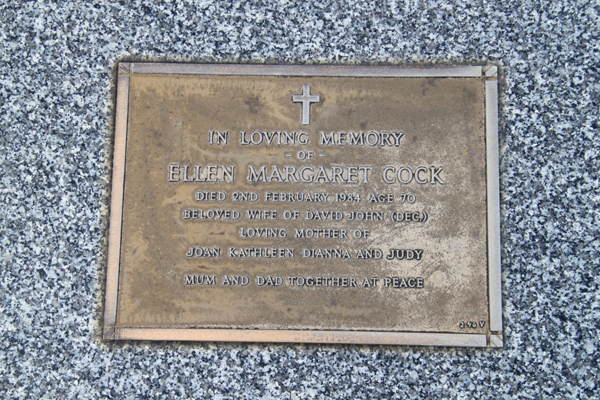 IN LOVING MEMORY
- OF -
ELLEN MARGARET COCK
DIED 2ND FEBRUARY 1984 AGE 70
BELOVED WIFE OF DAVID JOHN (DEC.)
LOVING MOTHER OF
JOAN KATHLEEN DIANNA AND JUDY
MUM AND DAD TOGETHER AT PEACE